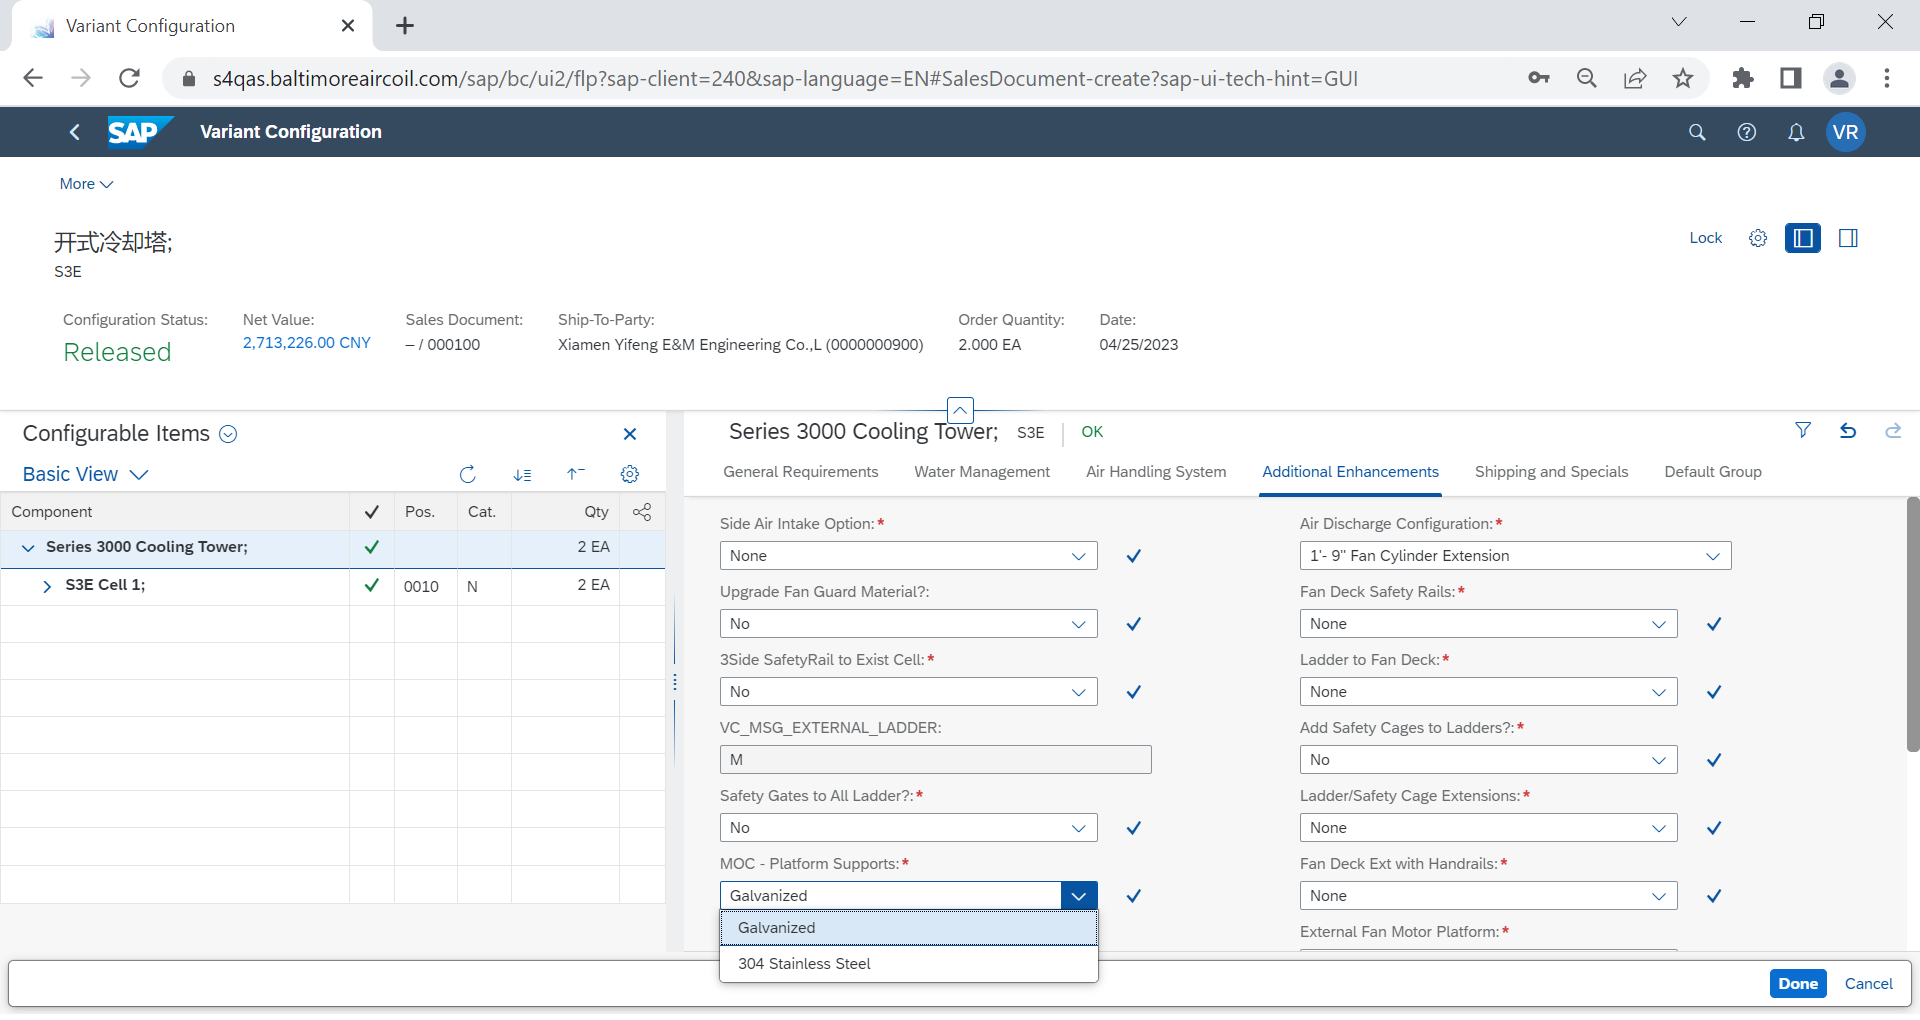 Variant Configuration
s4qas.baltimoreaircoil.com/sap/bc/ui2/flp?sap-client=240&sap-language=EN#SalesDocument-create?sap-ui-tech-hint=GUI
SAP Variant Configuration VR
More
开式冷却塔;
S3E
Lock
Configuration Status: Net Value: Sales Document: Ship-To-Party: Order Quantity: Date:
Released 2,713,226.00 CNY – / 000100 Xiamen Yifeng E&M Engineering Co.,L (0000000900) 2.000 EA 04/25/2023
Configurable Items
Basic View
Component Pos. Cat. Qty
Series 3000 Cooling Tower; 2 EA
S3E Cell 1; 0010 N 2 EA
Series 3000 Cooling Tower; S3E OK
General Requirements Water Management Air Handling System Additional Enhancements Shipping and Specials Default Group
Side Air Intake Option:* Air Discharge Configuration:*
None 1'- 9" Fan Cylinder Extension
Upgrade Fan Guard Material?: Fan Deck Safety Rails:*
No None
3Side SafetyRail to Exist Cell:* Ladder to Fan Deck:*
No None
VC_MSG_EXTERNAL_LADDER: Add Safety Cages to Ladders?:*
M No
Safety Gates to All Ladder?:* Ladder/Safety Cage Extensions:*
No None
MOC - Platform Supports:* Fan Deck Ext with Handrails:*
Galvanized None
Galvanized External Fan Motor Platform:*
304 Stainless Steel
Done Cancel